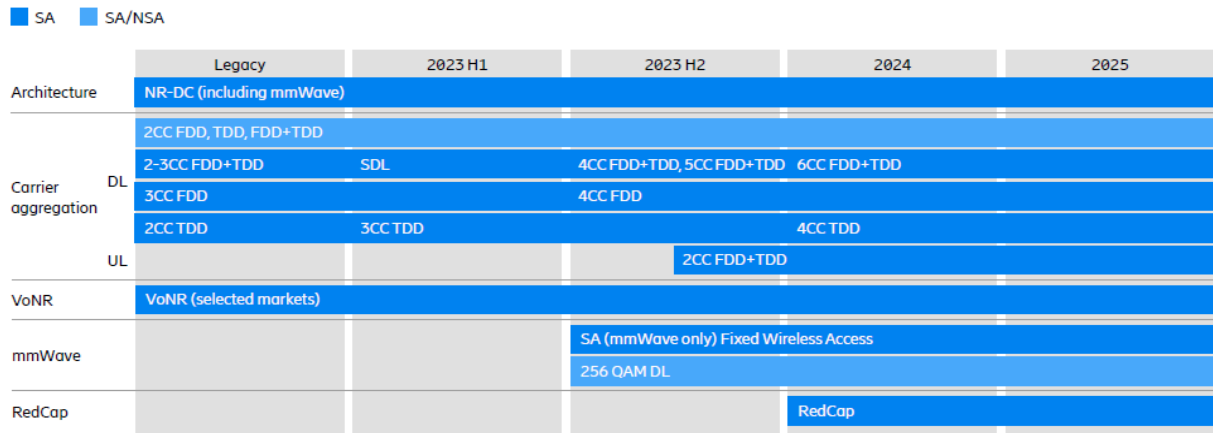 SA SA/NSA
Legacy 2023 H1 2023 H2 2024 2025
Architecture NR-DC (including mmWave)
2CC FDD, TDD, FDD+TDD
2-3CC FDD+TDD SDL 4CC FDD+TDD, 5CC FDD+TDD 6CC FDD+TDD
Carrier aggregation DL
3CC FDD 4CC FDD
2CC TDD 3CC TDD 4CC TDD
UL 2CC FDD+TDD
VoNR VoNR (selected markets)
mmWave SA (mmWave only) Fixed Wireless Access
256 QAM DL
RedCap RedCap